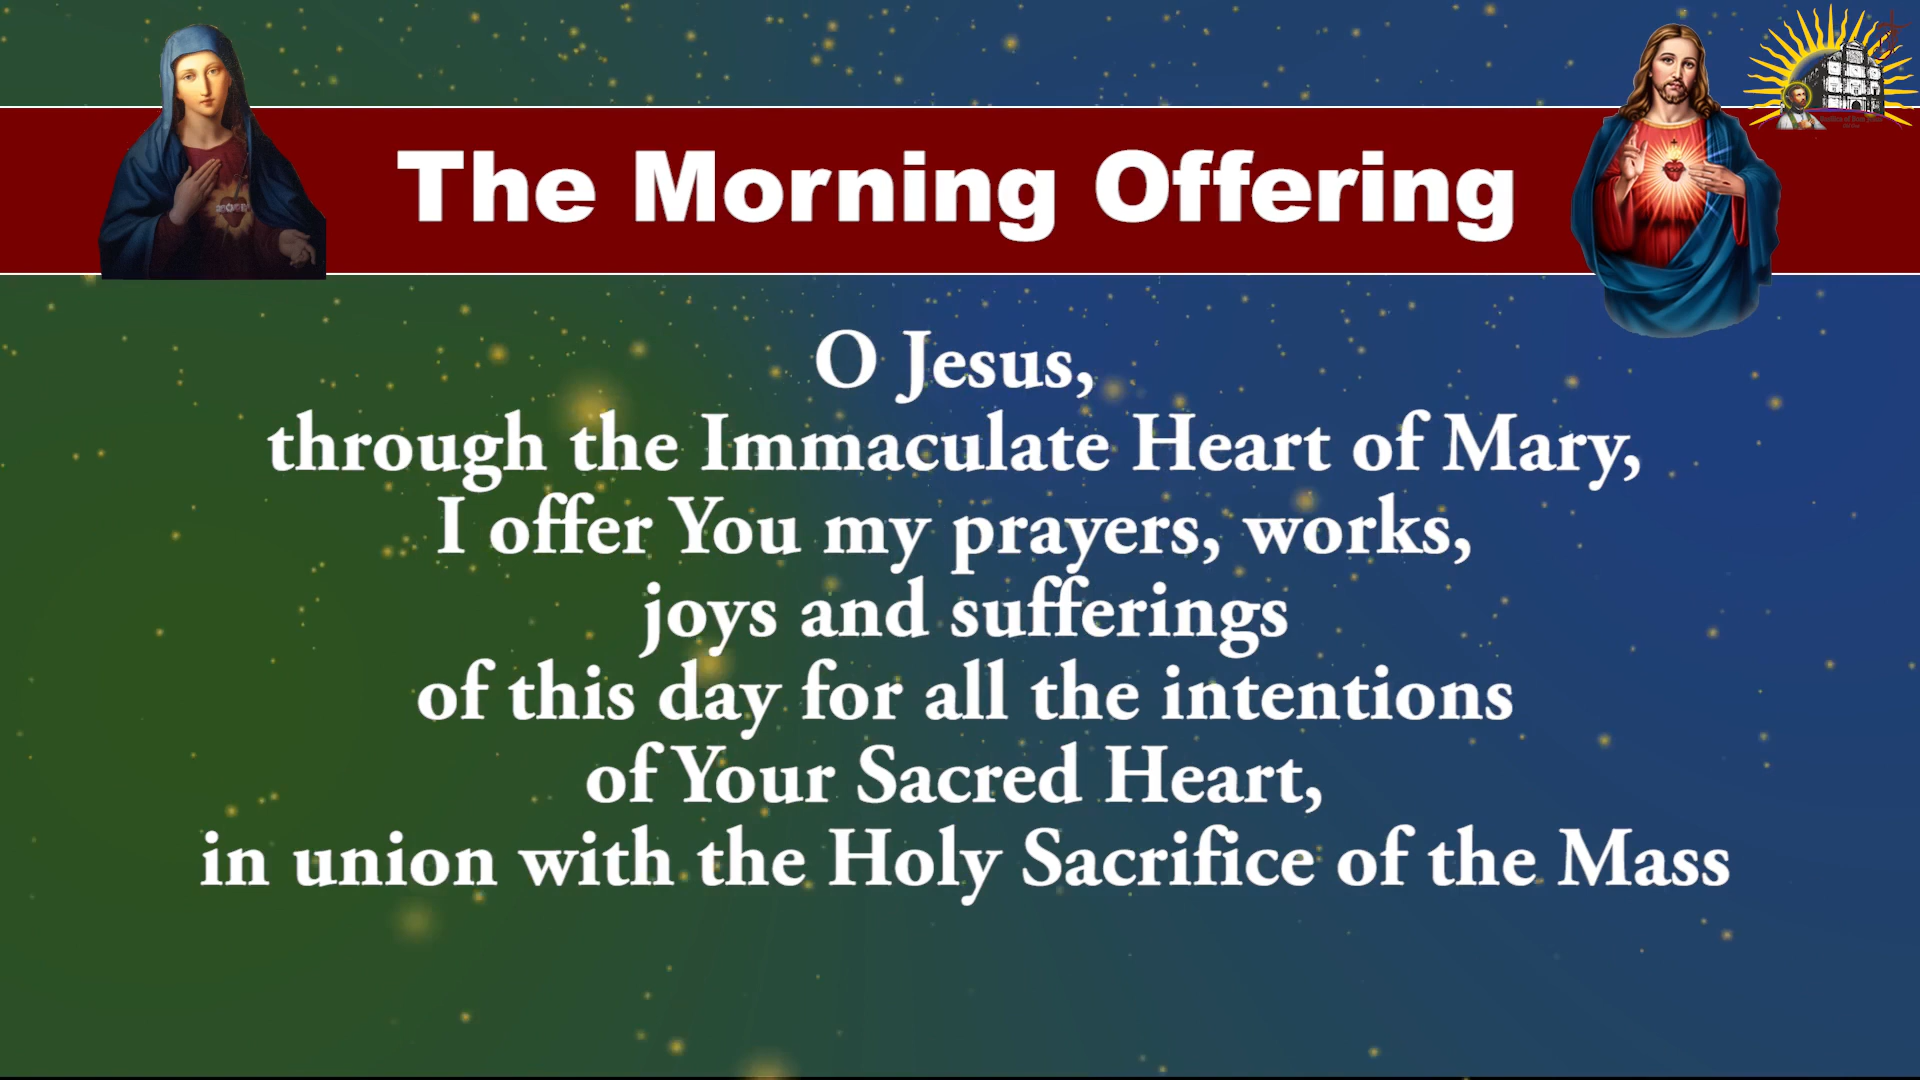 The Morning Offering
O Jesus,
through the Immaculate Heart of Mary,
I offer You my prayers, works,
joys and sufferings
of this day for all the intentions
of Your Sacred Heart,
in union with the Holy Sacrifice of the Mass